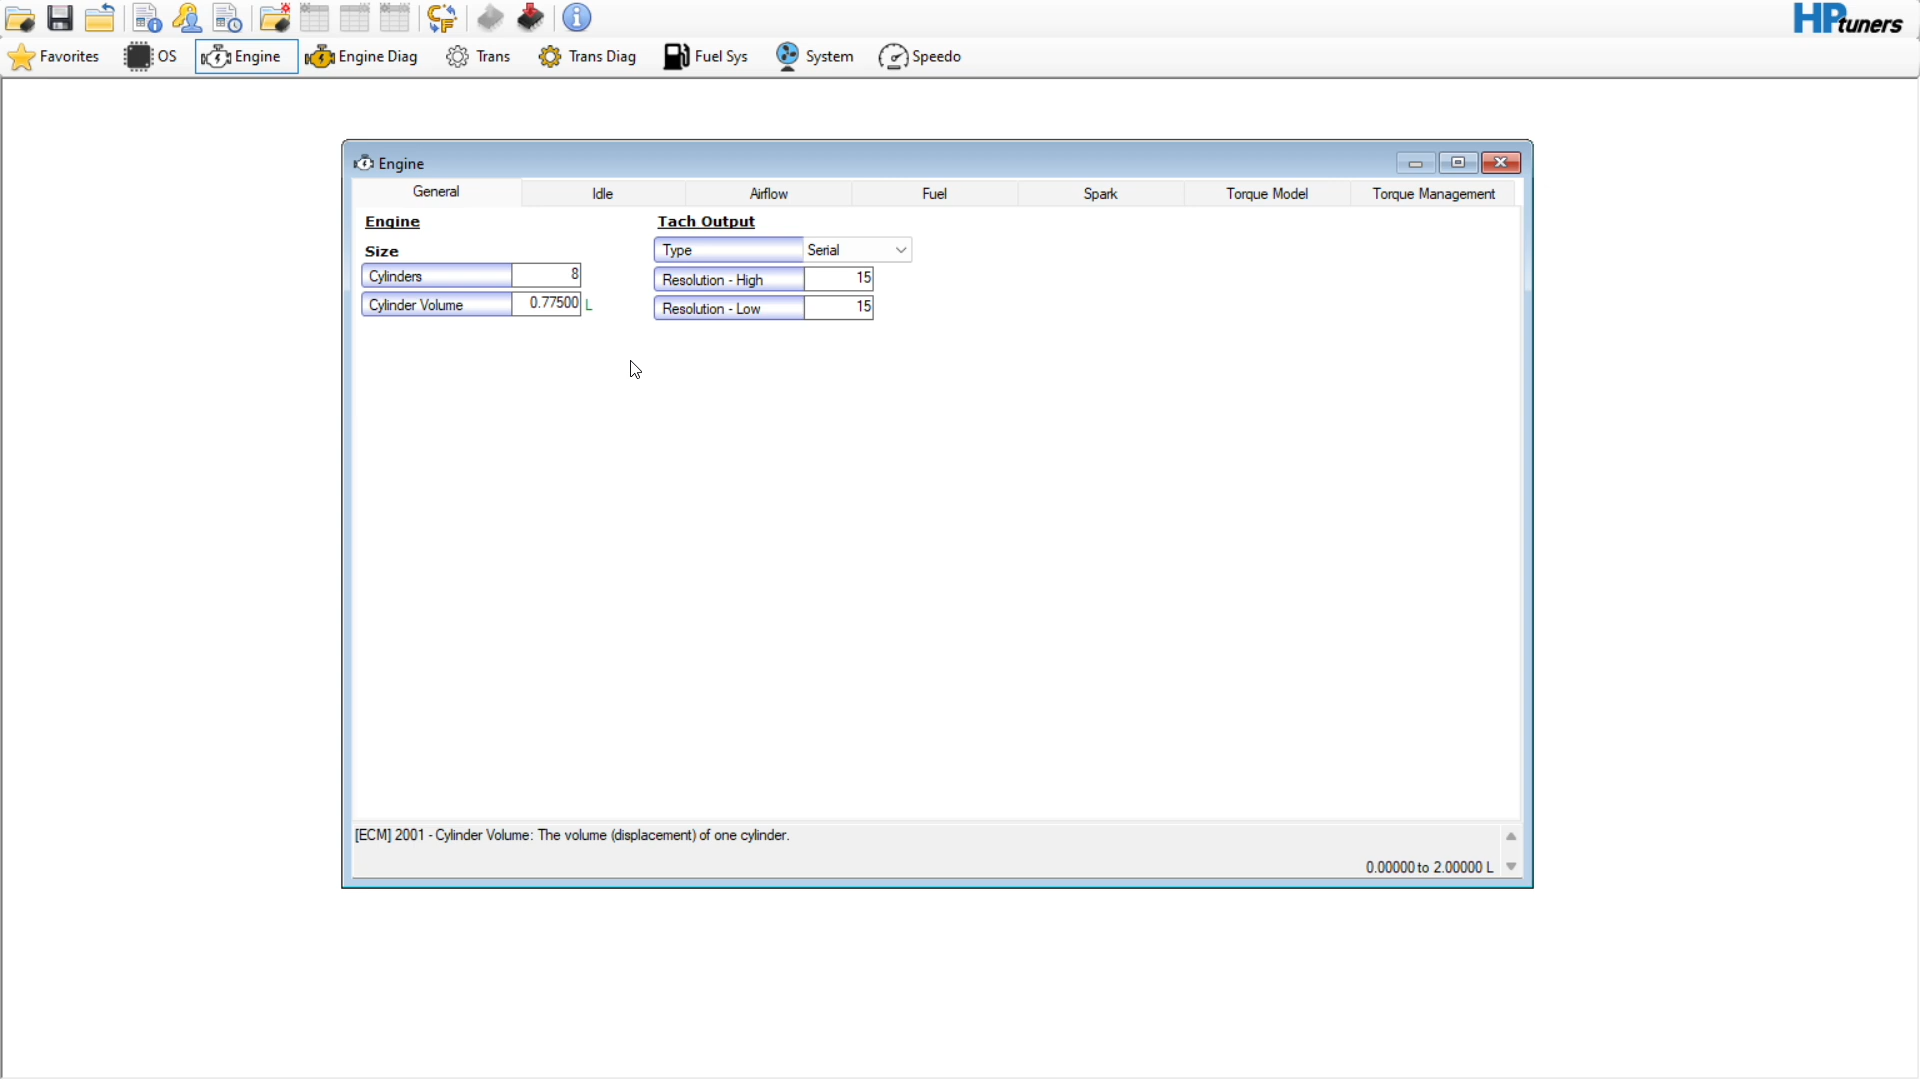 HPtuners
Favorites OS Engine Engine Diag Trans Trans Diag Fuel Sys System Speedo
Engine
General Idle Airflow Fuel Spark Torque Model Torque Management
Engine Tach Output
Type Serial
Size
Cylinders 8 Resolution - High 15
Cylinder Volume 0.77500 L Resolution - Low 15
[ECM] 2001 - Cylinder Volume: The volume (displacement) of one cylinder.
0.00000 to 2.00000 L